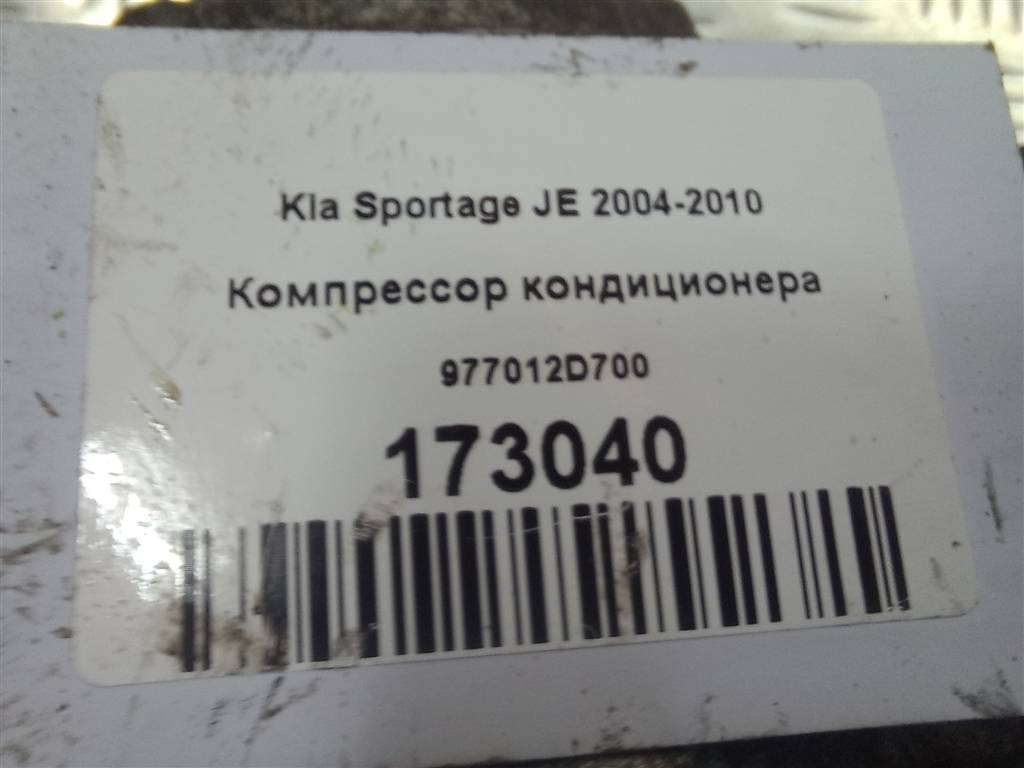 Kia Sportage JE 2004-2010
Компрессор кондиционера
977012D700
173040